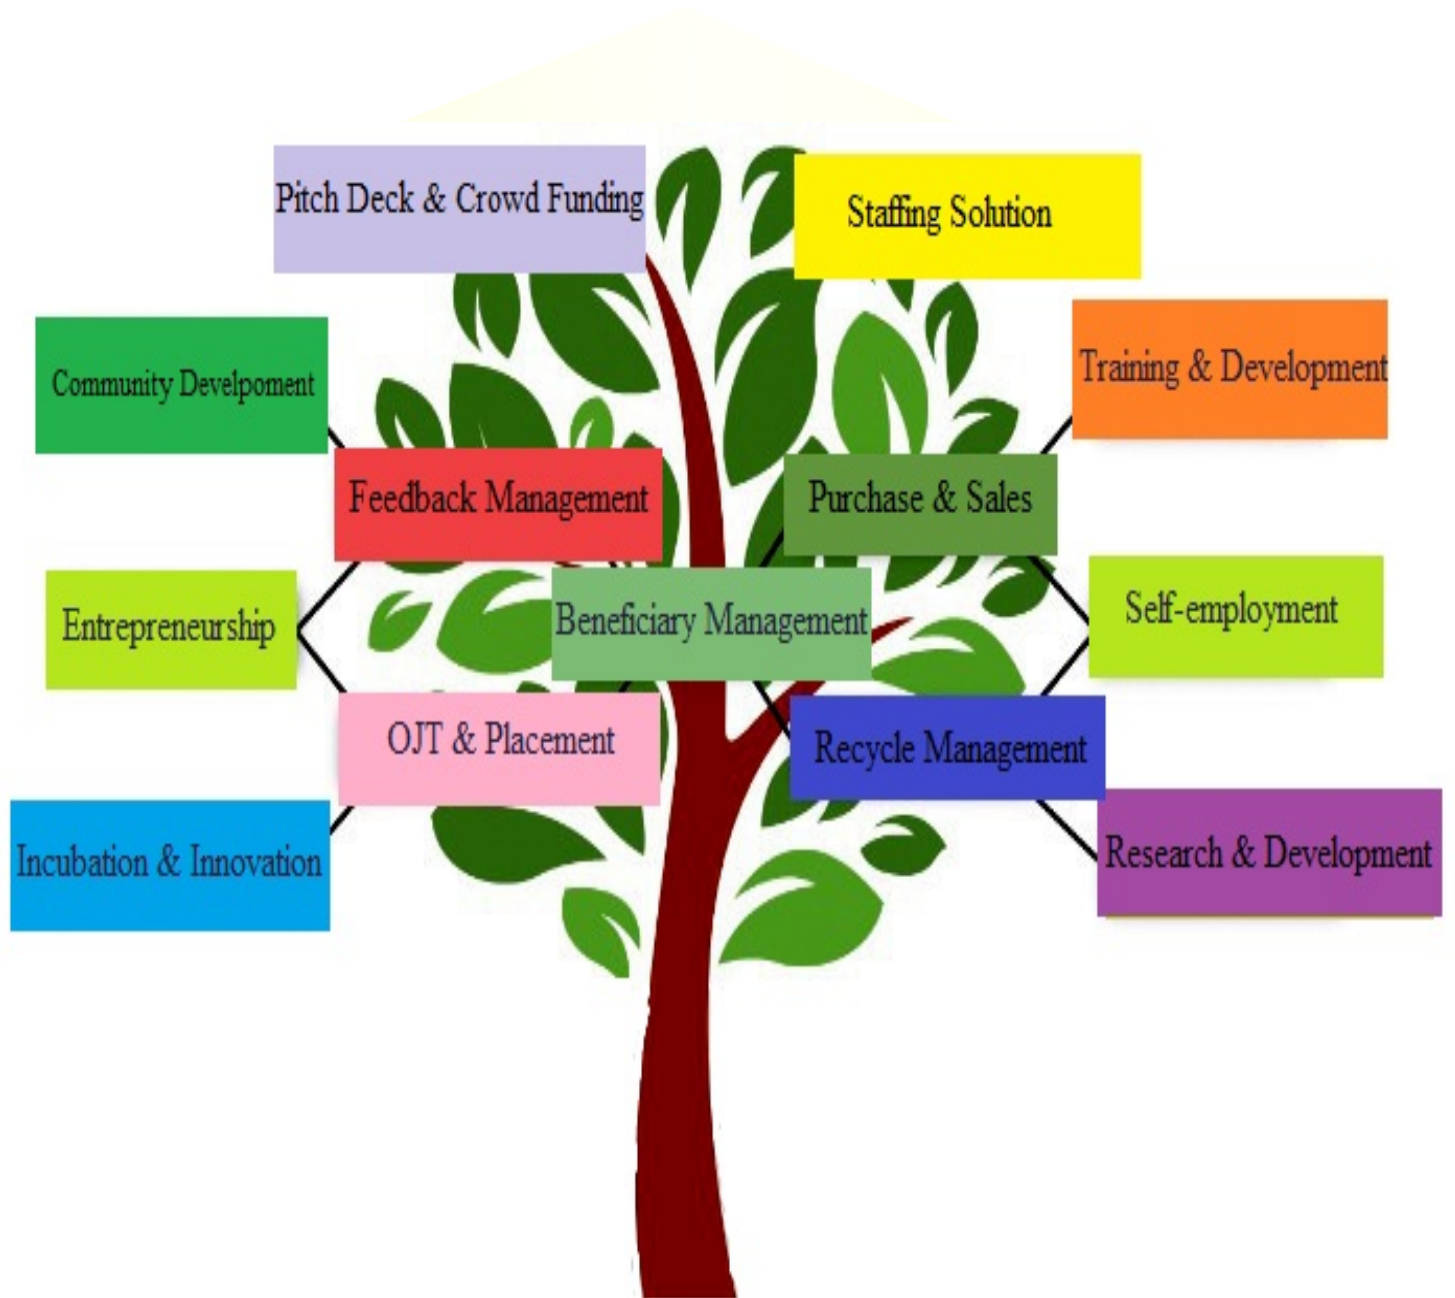 Pitch Deck & Crowd Funding
Staffing Solution
Community Develpoment
Training & Development
Feedback Management
Purchase & Sales
Entrepreneurship
Beneficiary Management
Self-employment
OJT & Placement
Recycle Management
Incubation & Innovation
Research & Development